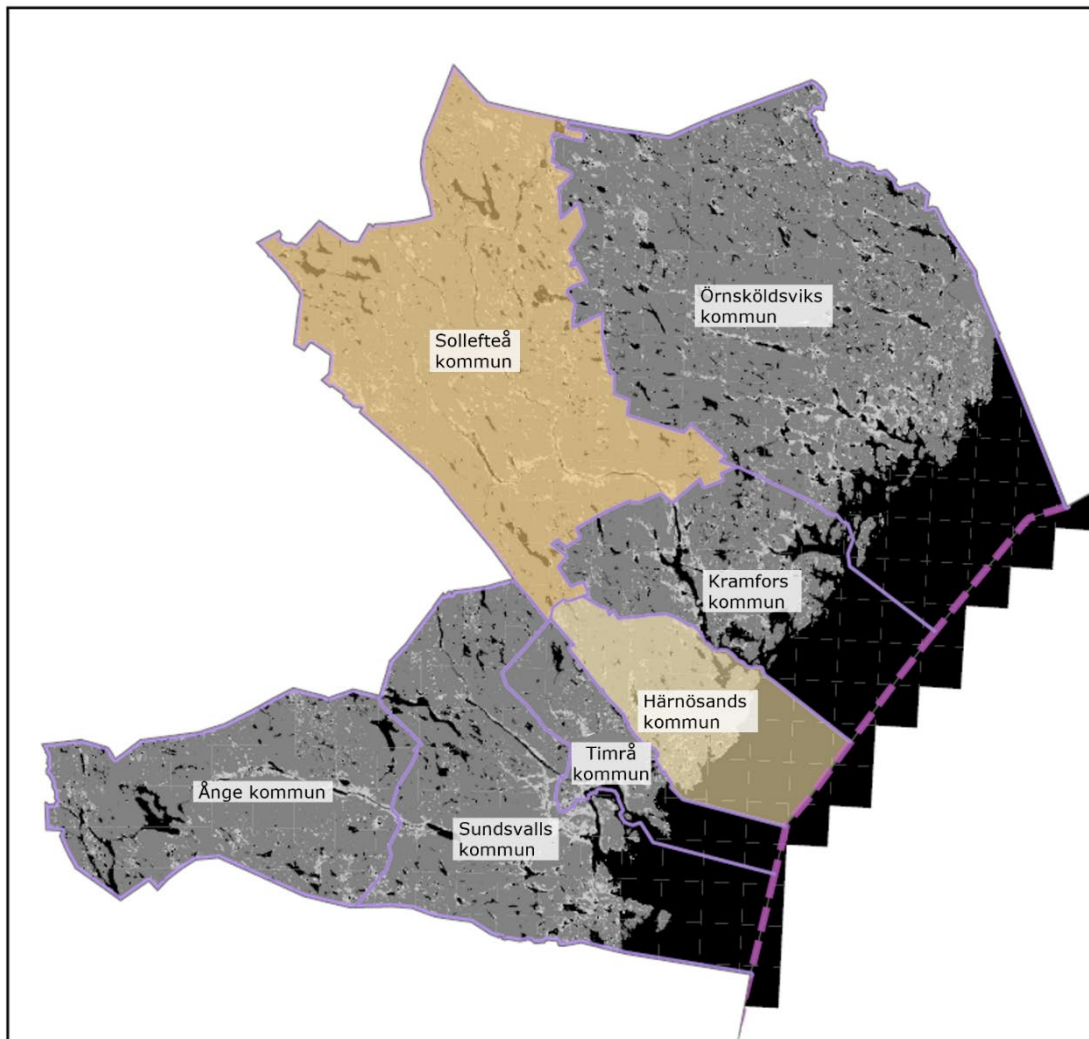 Örnsköldsviks
kommun
Sollefteå
kommun
Kramfors
kommun
Härnösands
kommun
Timrå
kommun
Ånge kommun
Sundsvalls
kommun